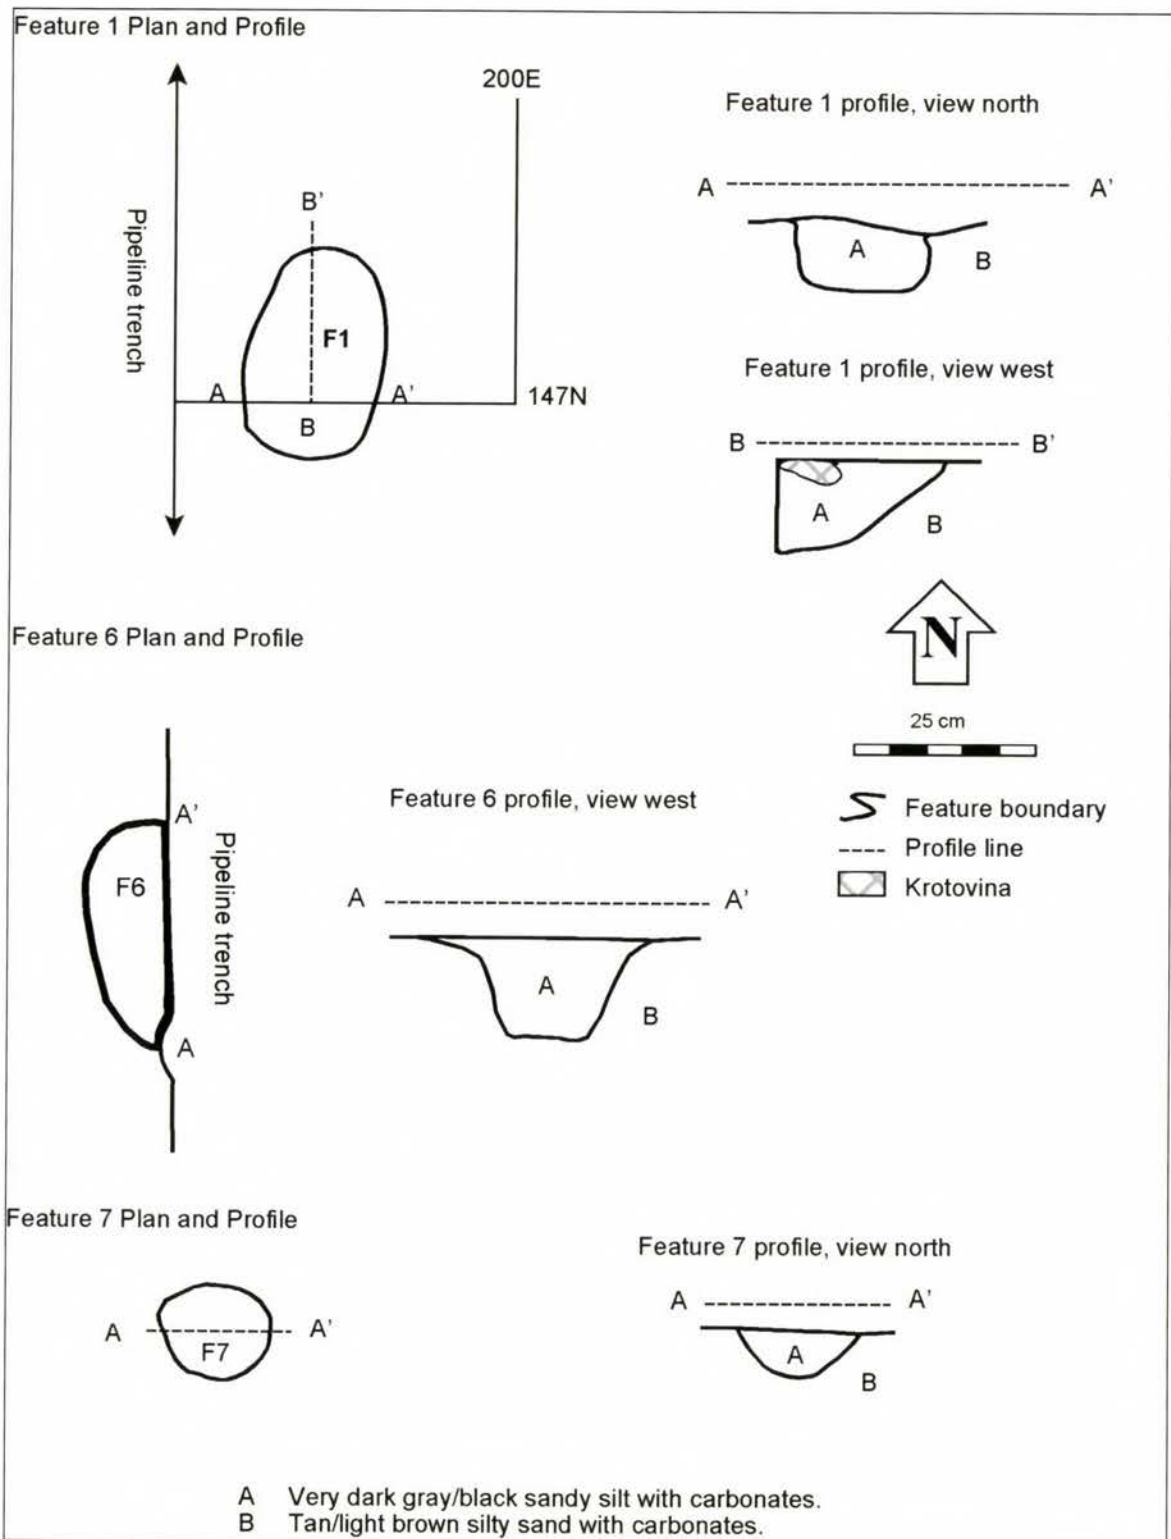 Feature 1 Plan and Profile
200E
B'
Pipeline trench
F1
A
A'
147N
B
Feature 1 profile, view north
A
A'
A
B
Feature 1 profile, view west
B
B'
A
B
N
25 cm
Feature boundary
Profile line
Krotovina
Feature 6 Plan and Profile
A'
F6
Pipeline trench
A
Feature 6 profile, view west
A
A'
A
B
Feature 7 Plan and Profile
A
A'
F7
Feature 7 profile, view north
A
A'
A
B
A Very dark gray/black sandy silt with carbonates.
B Tan/light brown silty sand with carbonates.